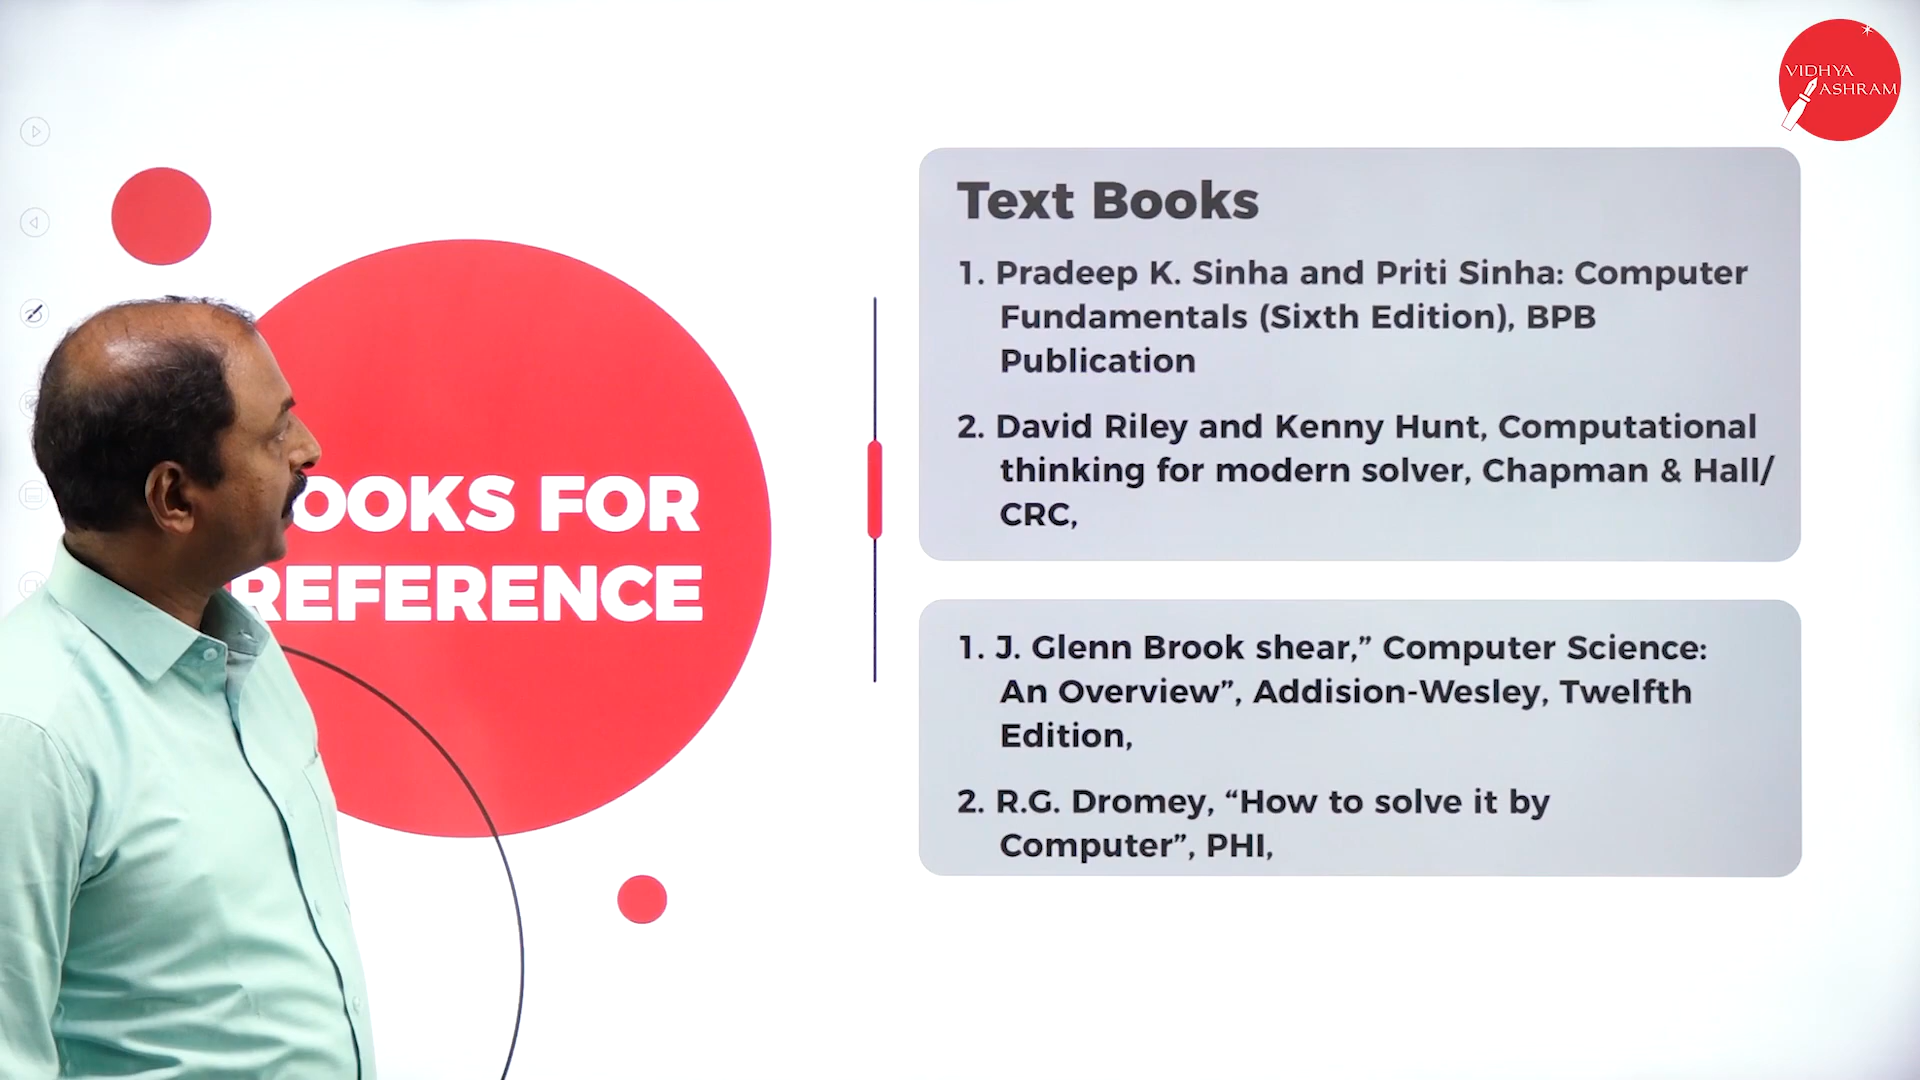 VIDHYA
ASHRAM
OOKS FOR
REFERENCE
Text Books
1. Pradeep K. Sinha and Priti Sinha: Computer
Fundamentals (Sixth Edition), BPB
Publication
2. David Riley and Kenny Hunt, Computational
thinking for modern solver, Chapman & Hall/
CRC,
1. J. Glenn Brook shear,” Computer Science:
An Overview”, Addision-Wesley, Twelfth
Edition,
2. R.G. Dromey, “How to solve it by
Computer”, PHI,